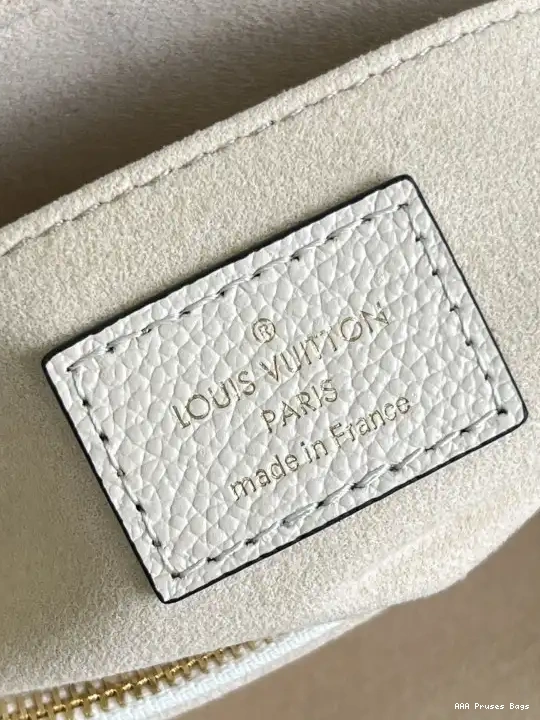 ®
LOUIS VUITTON
PARIS
made in France
AAA Pruses Bags